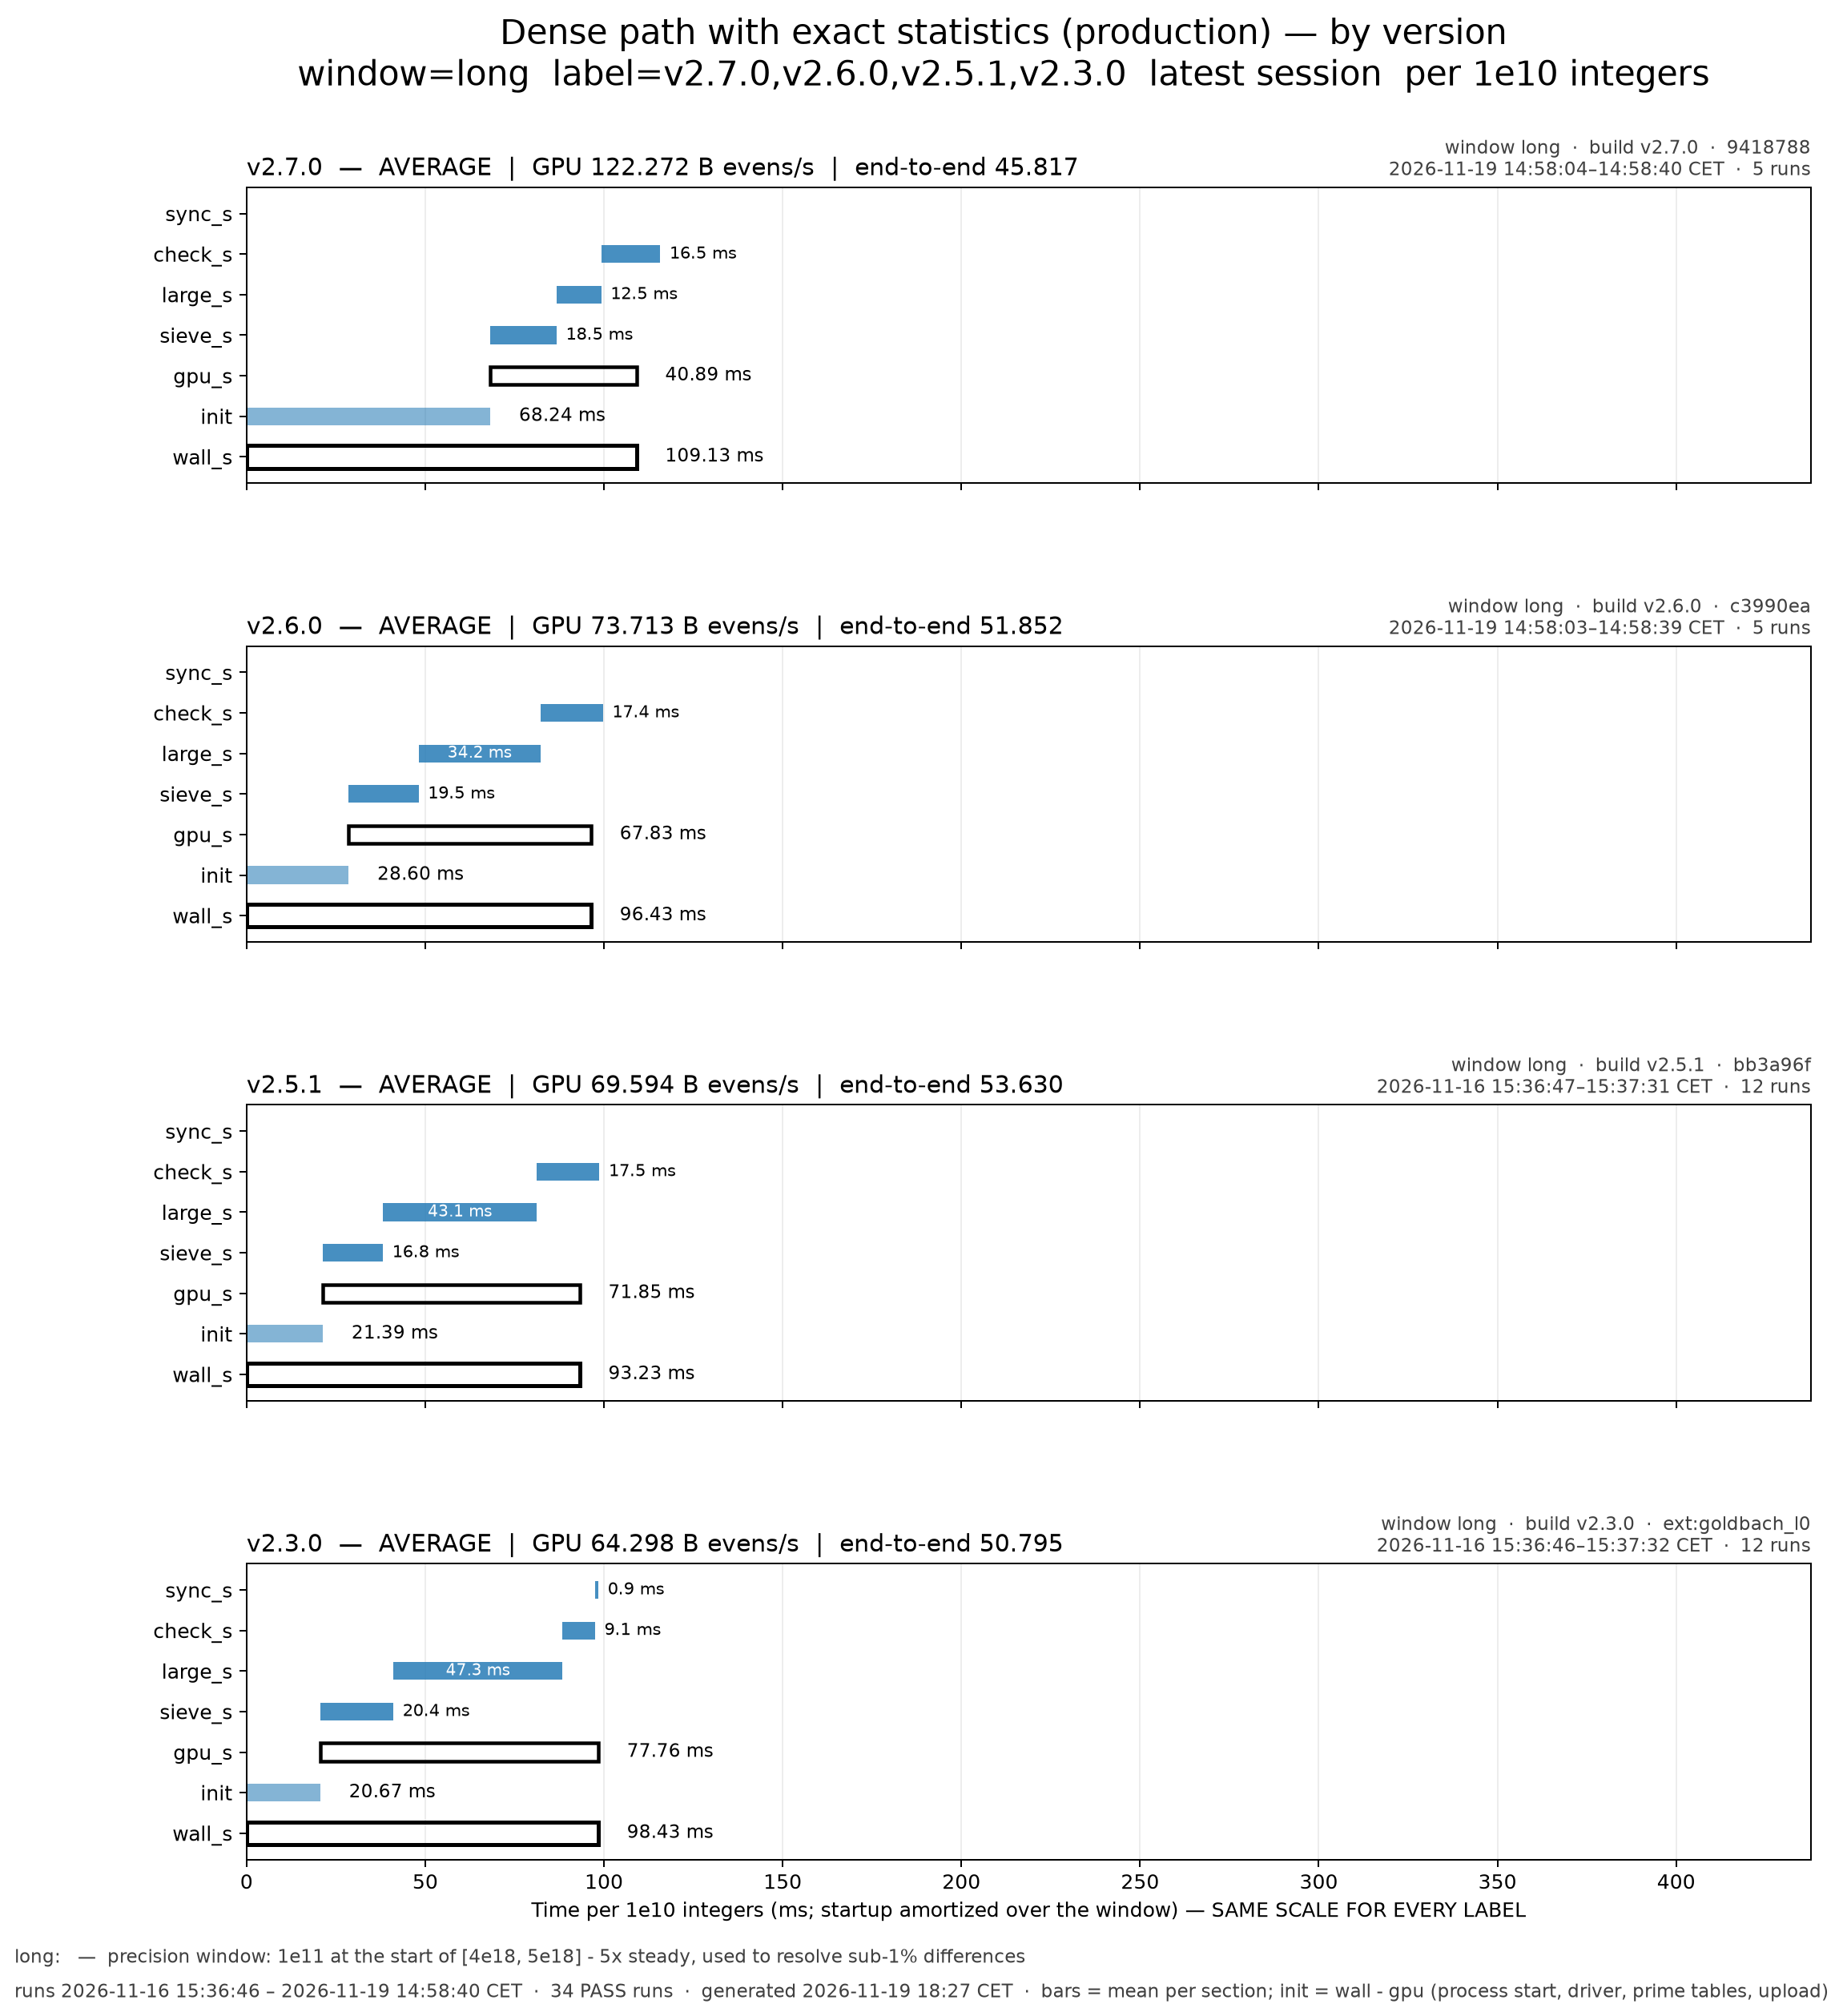 Dense path with exact statistics (production) — by version
window=long  label=v2.7.0,v2.6.0,v2.5.1,v2.3.0  latest session  per 1e10 integers
window long  ·  build v2.7.0  ·  9418788
v2.7.0  —  AVERAGE  |  GPU 122.272 B evens/s  |  end-to-end 45.817
2026-11-19 14:58:04–14:58:40 CET  ·  5 runs
sync_s
check_s 16.5 ms
large_s 12.5 ms
sieve_s 18.5 ms
gpu_s 40.89 ms
init 68.24 ms
wall_s 109.13 ms
window long  ·  build v2.6.0  ·  c3990ea
v2.6.0  —  AVERAGE  |  GPU 73.713 B evens/s  |  end-to-end 51.852
2026-11-19 14:58:03–14:58:39 CET  ·  5 runs
sync_s
check_s 17.4 ms
large_s 34.2 ms
sieve_s 19.5 ms
gpu_s 67.83 ms
init 28.60 ms
wall_s 96.43 ms
window long  ·  build v2.5.1  ·  bb3a96f
v2.5.1  —  AVERAGE  |  GPU 69.594 B evens/s  |  end-to-end 53.630
2026-11-16 15:36:47–15:37:31 CET  ·  12 runs
sync_s
check_s 17.5 ms
large_s 43.1 ms
sieve_s 16.8 ms
gpu_s 71.85 ms
init 21.39 ms
wall_s 93.23 ms
window long  ·  build v2.3.0  ·  ext:goldbach_l0
v2.3.0  —  AVERAGE  |  GPU 64.298 B evens/s  |  end-to-end 50.795
2026-11-16 15:36:46–15:37:32 CET  ·  12 runs
sync_s 0.9 ms
check_s 9.1 ms
large_s 47.3 ms
sieve_s 20.4 ms
gpu_s 77.76 ms
init 20.67 ms
wall_s 98.43 ms
0 50 100 150 200 250 300 350 400
Time per 1e10 integers (ms; startup amortized over the window) — SAME SCALE FOR EVERY LABEL
long:   —  precision window: 1e11 at the start of [4e18, 5e18] - 5x steady, used to resolve sub-1% differences
runs 2026-11-16 15:36:46 – 2026-11-19 14:58:40 CET  ·  34 PASS runs  ·  generated 2026-11-19 18:27 CET  ·  bars = mean per section; init = wall - gpu (process start, driver, prime tables, upload)